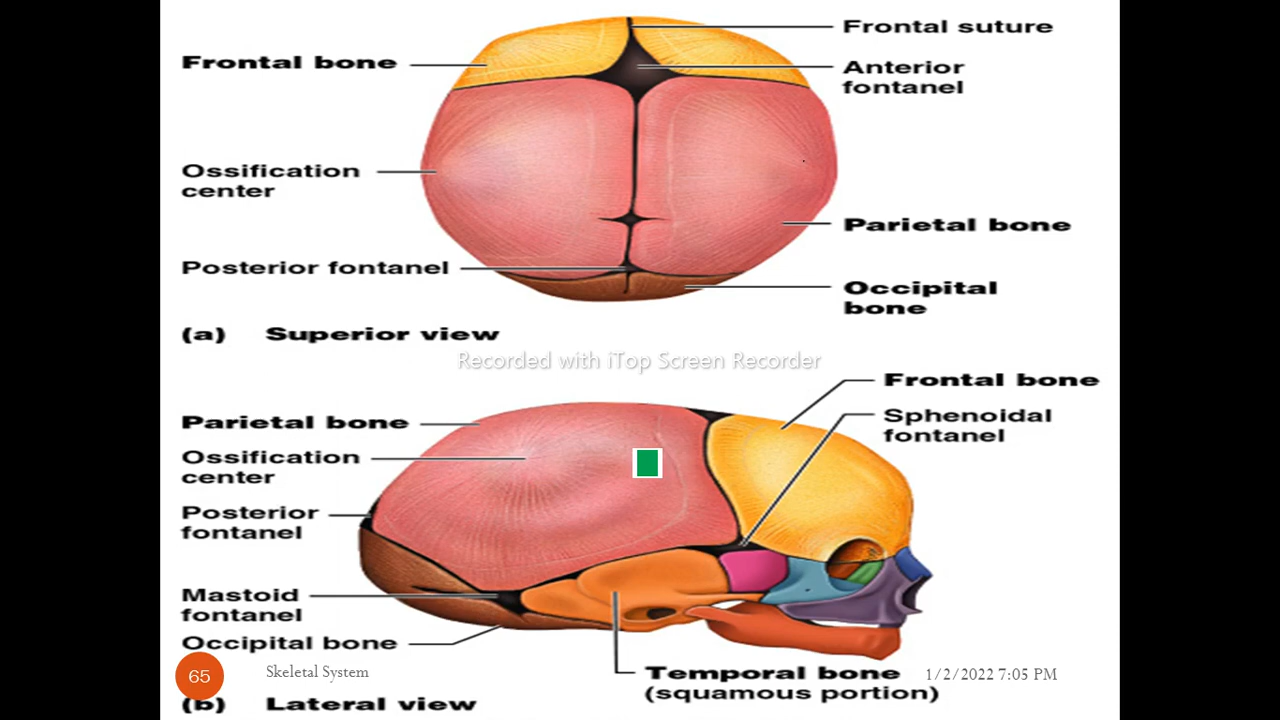 Frontal suture
Frontal bone
Anterior
fontanel
Ossification
center
Parietal bone
Posterior fontanel
Occipital
bone
(a) Superior view
Recorded with iTop Screen Recorder
Frontal bone
Sphenoidal
fontanel
Parietal bone
Ossification
center
Posterior
fontanel
Mastoid
fontanel
Occipital bone
Temporal bone
(squamous portion)
65
Skeletal System
1/2/2022 7:05 PM
(b) Lateral view